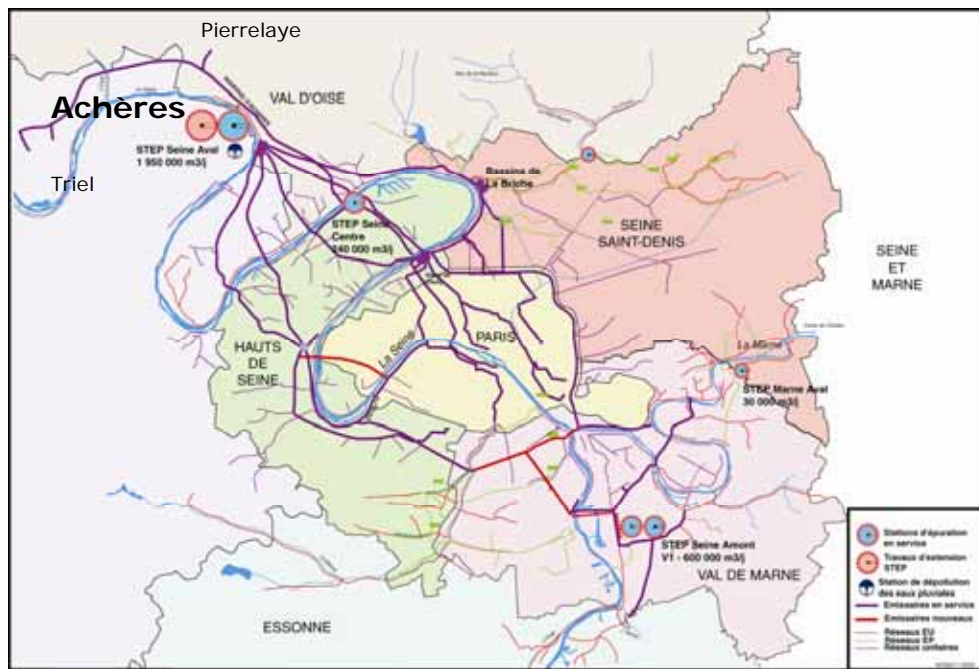 Pierrelaye
VAL D'OISE
Achères
STEP Seine Aval
1 950 000 m3/j
Triel
Bassins de
La Briche
STEP Seine
Centre
240 000 m3/j
SEINE
SAINT-DENIS
SEINE
ET
MARNE
HAUTS
DE
SEINE
La Seine
PARIS
La Marne
STEP Marne Aval
30 000 m3/j
STEP Seine Amont
V1 - 600 000 m3/j
VAL DE MARNE
ESSONNE
Stations d'épuration
en service
Travaux d'extension
STEP
Station de dépollution
des eaux pluviales
Emissaires en service
Emissaires nouveaux
Réseaux EU
Réseaux EP
Réseaux unitaires